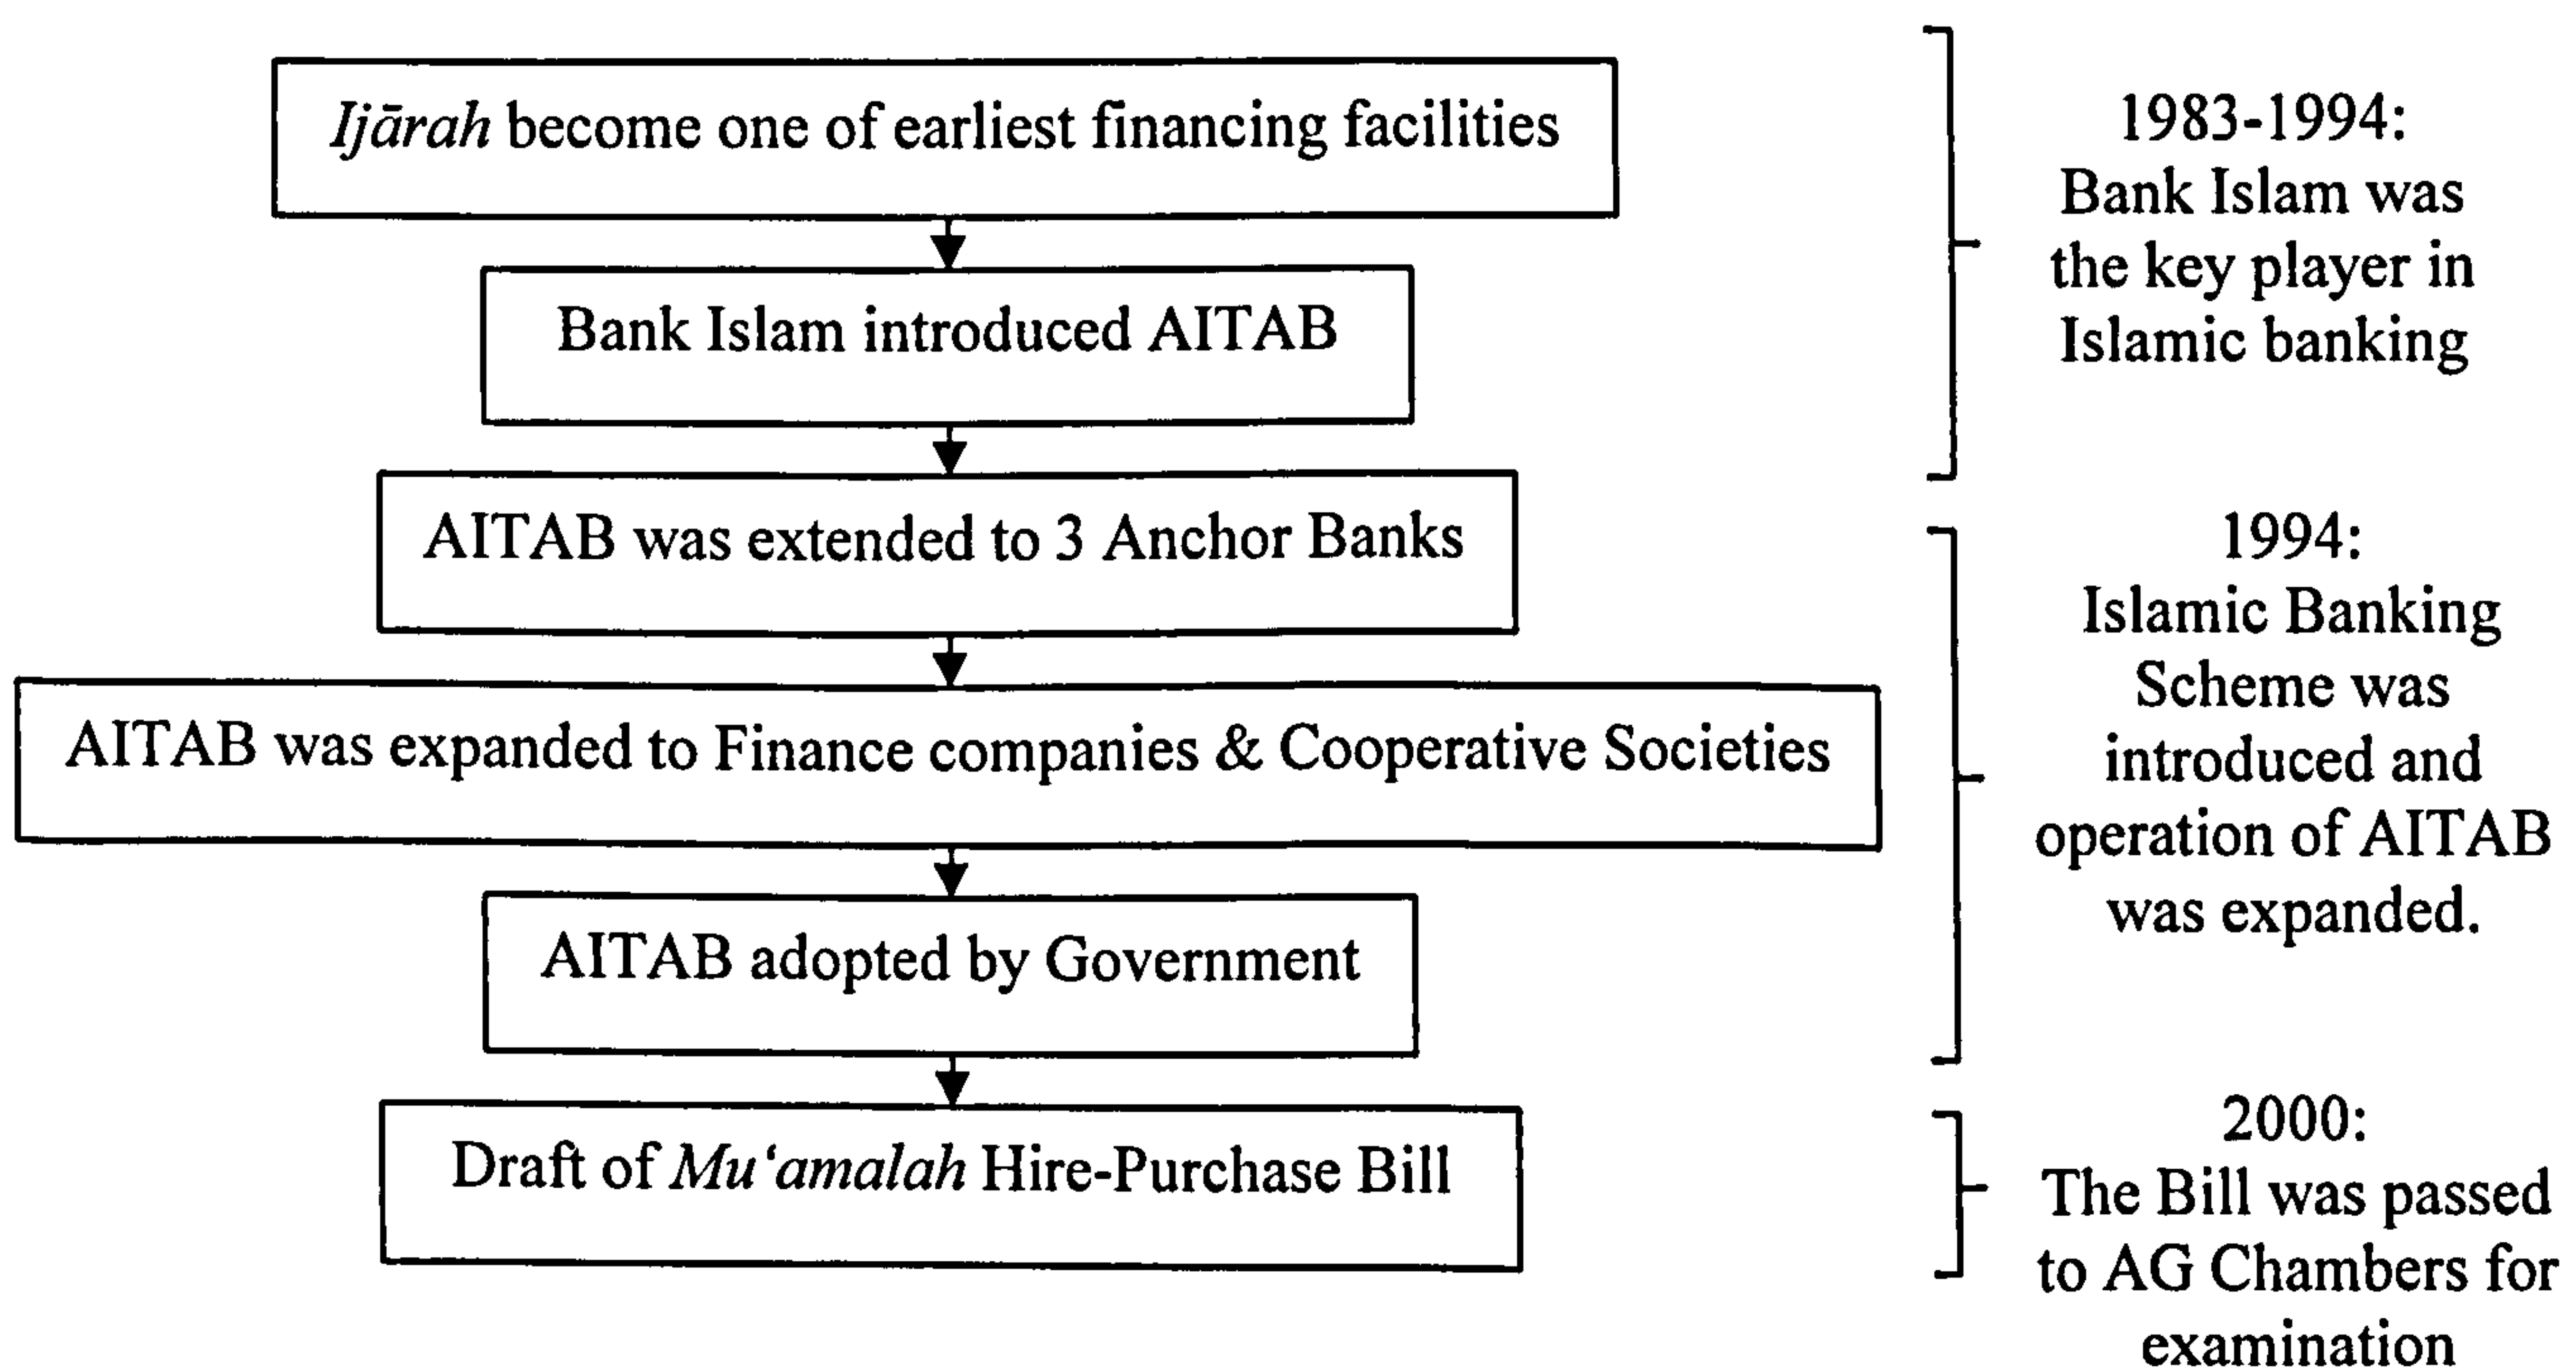 Ijārah become one of earliest financing facilities
Bank Islam introduced AITAB
AITAB was extended to 3 Anchor Banks
AITAB was expanded to Finance companies & Cooperative Societies
AITAB adopted by Government
Draft of Mu‘amalah Hire-Purchase Bill
1983-1994:
Bank Islam was
the key player in
Islamic banking
1994:
Islamic Banking
Scheme was
introduced and
operation of AITAB
was expanded.
2000:
The Bill was passed
to AG Chambers for
examination